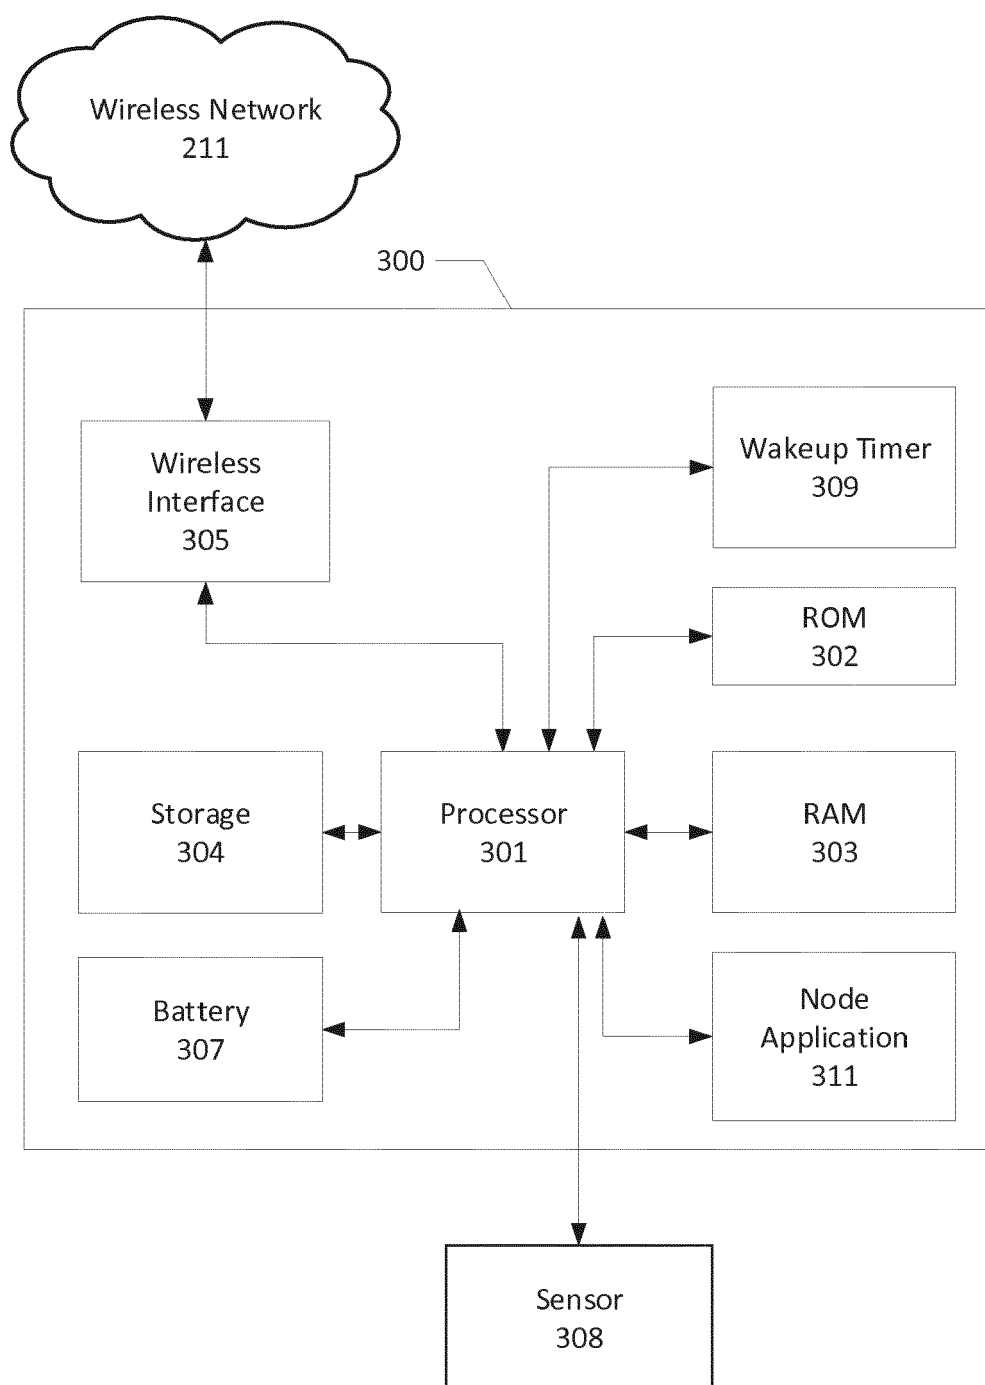 Wireless Network
211
300
Wireless
Interface
305
Wakeup Timer
309
ROM
302
Storage
304
Processor
301
RAM
303
Battery
307
Node
Application
311
Sensor
308